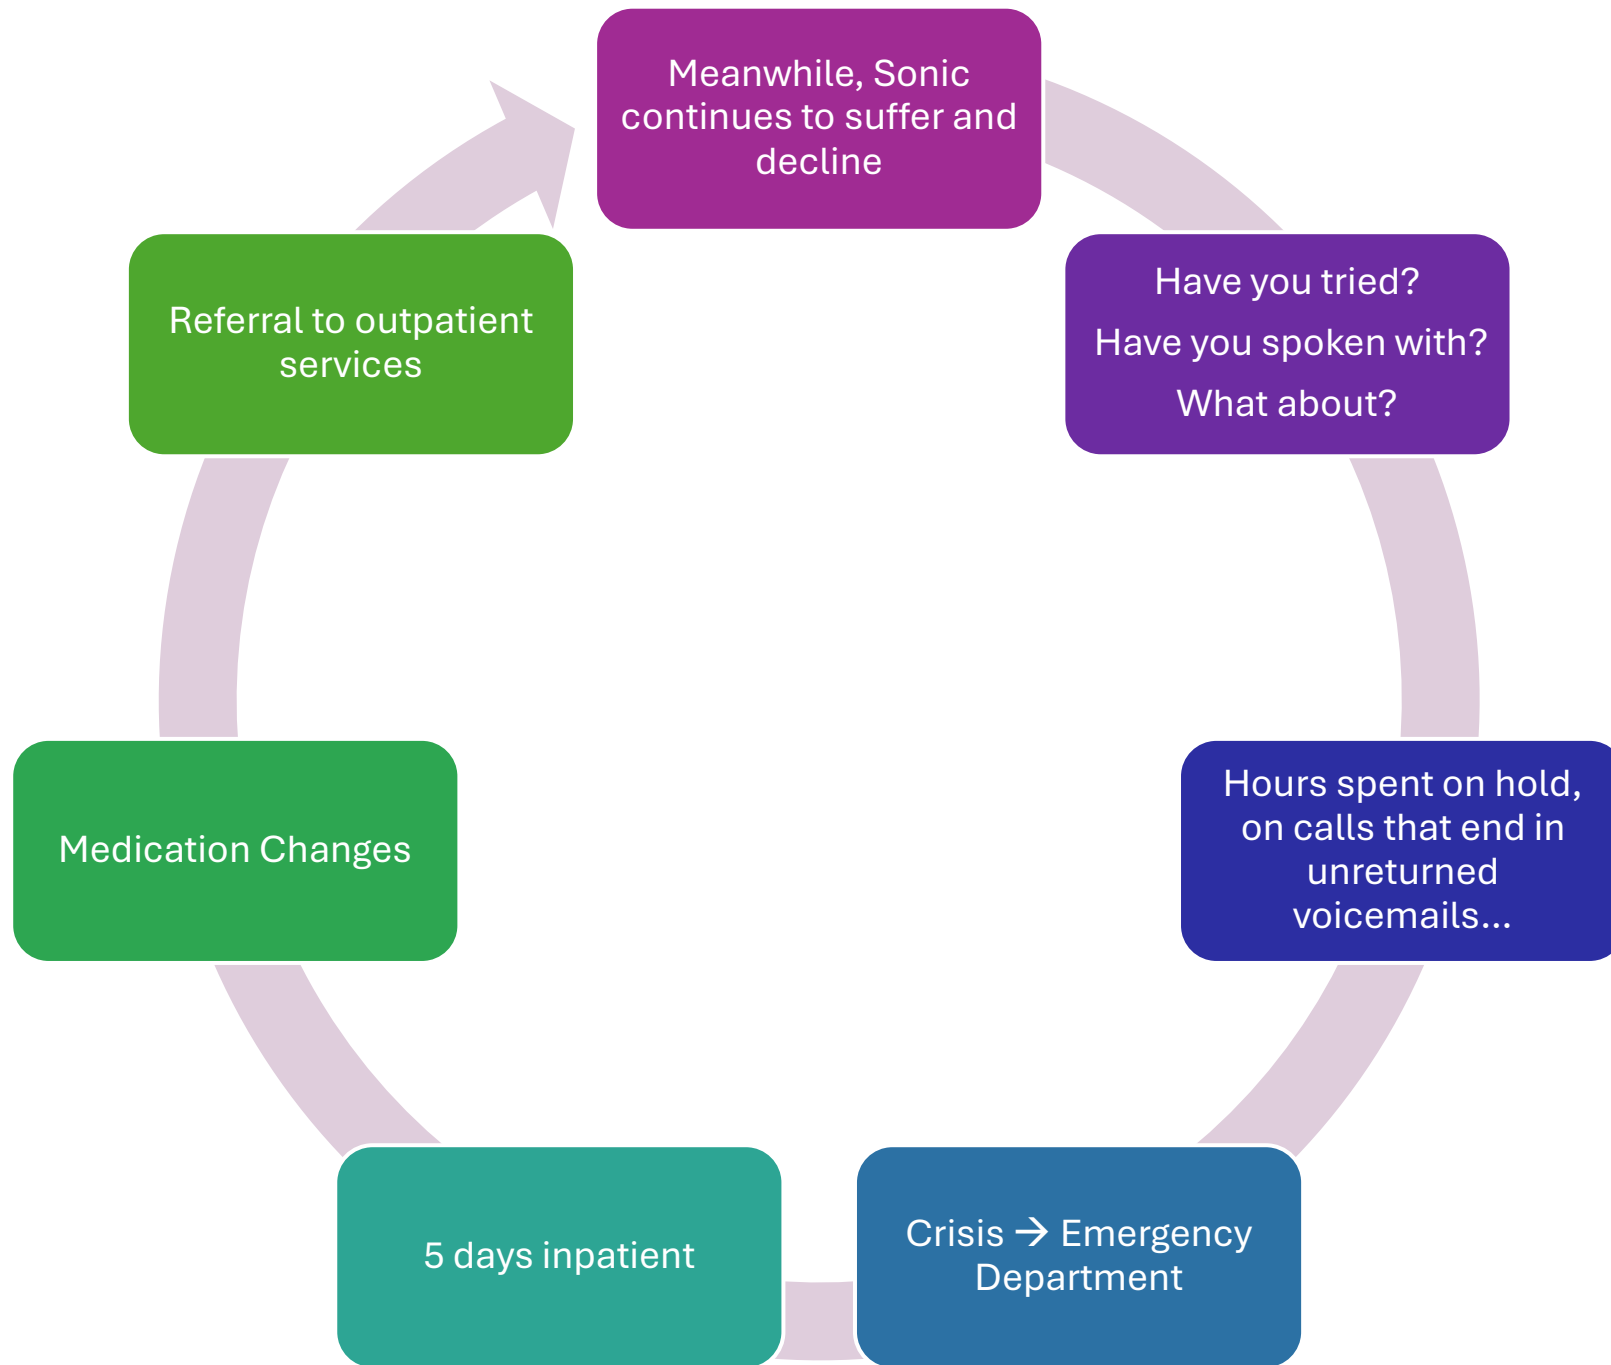 Meanwhile, Sonic
continues to suffer and
decline
Have you tried?
Have you spoken with?
What about?
Hours spent on hold,
on calls that end in
unreturned
voicemails...
Crisis → Emergency
Department
5 days inpatient
Medication Changes
Referral to outpatient
services